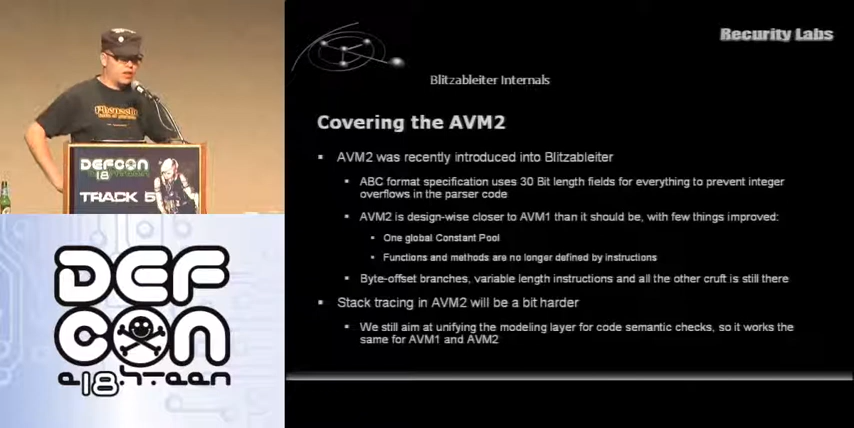 Recurity Labs
Blitzableiter Internals
Covering the AVM2
AVM2 was recently introduced into Blitzableiter
ABC format specification uses 30 Bit length fields for everything to prevent integer
overflows in the parser code
AVM2 is design-wise closer to AVM1 than it should be, with few things improved:
One global Constant Pool
Functions and methods are no longer defined by instructions
Byte-offset branches, variable length instructions and all the other cruft is still there
Stack tracing in AVM2 will be a bit harder
We still aim at unifying the modeling layer for code semantic checks, so it works the
same for AVM1 and AVM2
DEFCON
18
TRACK 5
DEF
CON
18